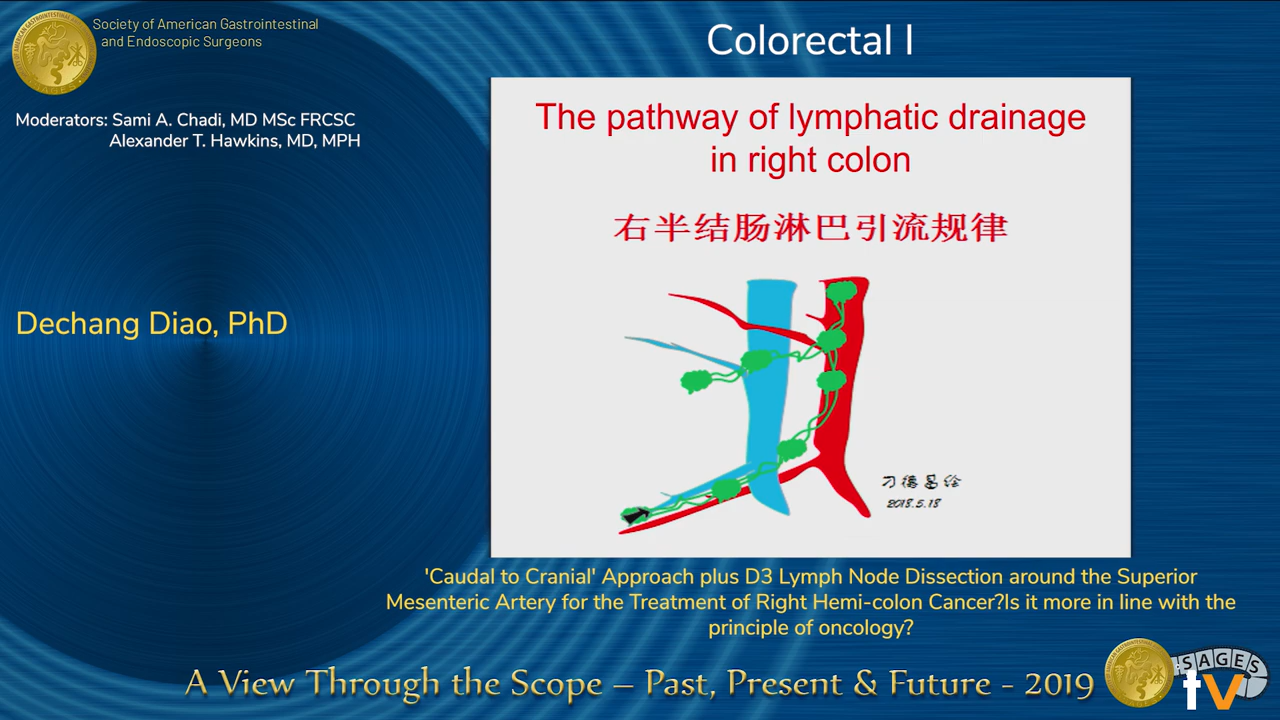 Society of American Gastrointestinal
and Endoscopic Surgeons
Colorectal I
Moderators: Sami A. Chadi, MD MSc FRCSC
Alexander T. Hawkins, MD, MPH
The pathway of lymphatic drainage
in right colon
右半结肠淋巴引流规律
Dechang Diao, PhD
刁德昌绘
2018.5.18
'Caudal to Cranial' Approach plus D3 Lymph Node Dissection around the Superior
Mesenteric Artery for the Treatment of Right Hemi-colon Cancer?Is it more in line with the
principle of oncology?
A View Through the Scope – Past, Present & Future - 2019
SAGES
tv